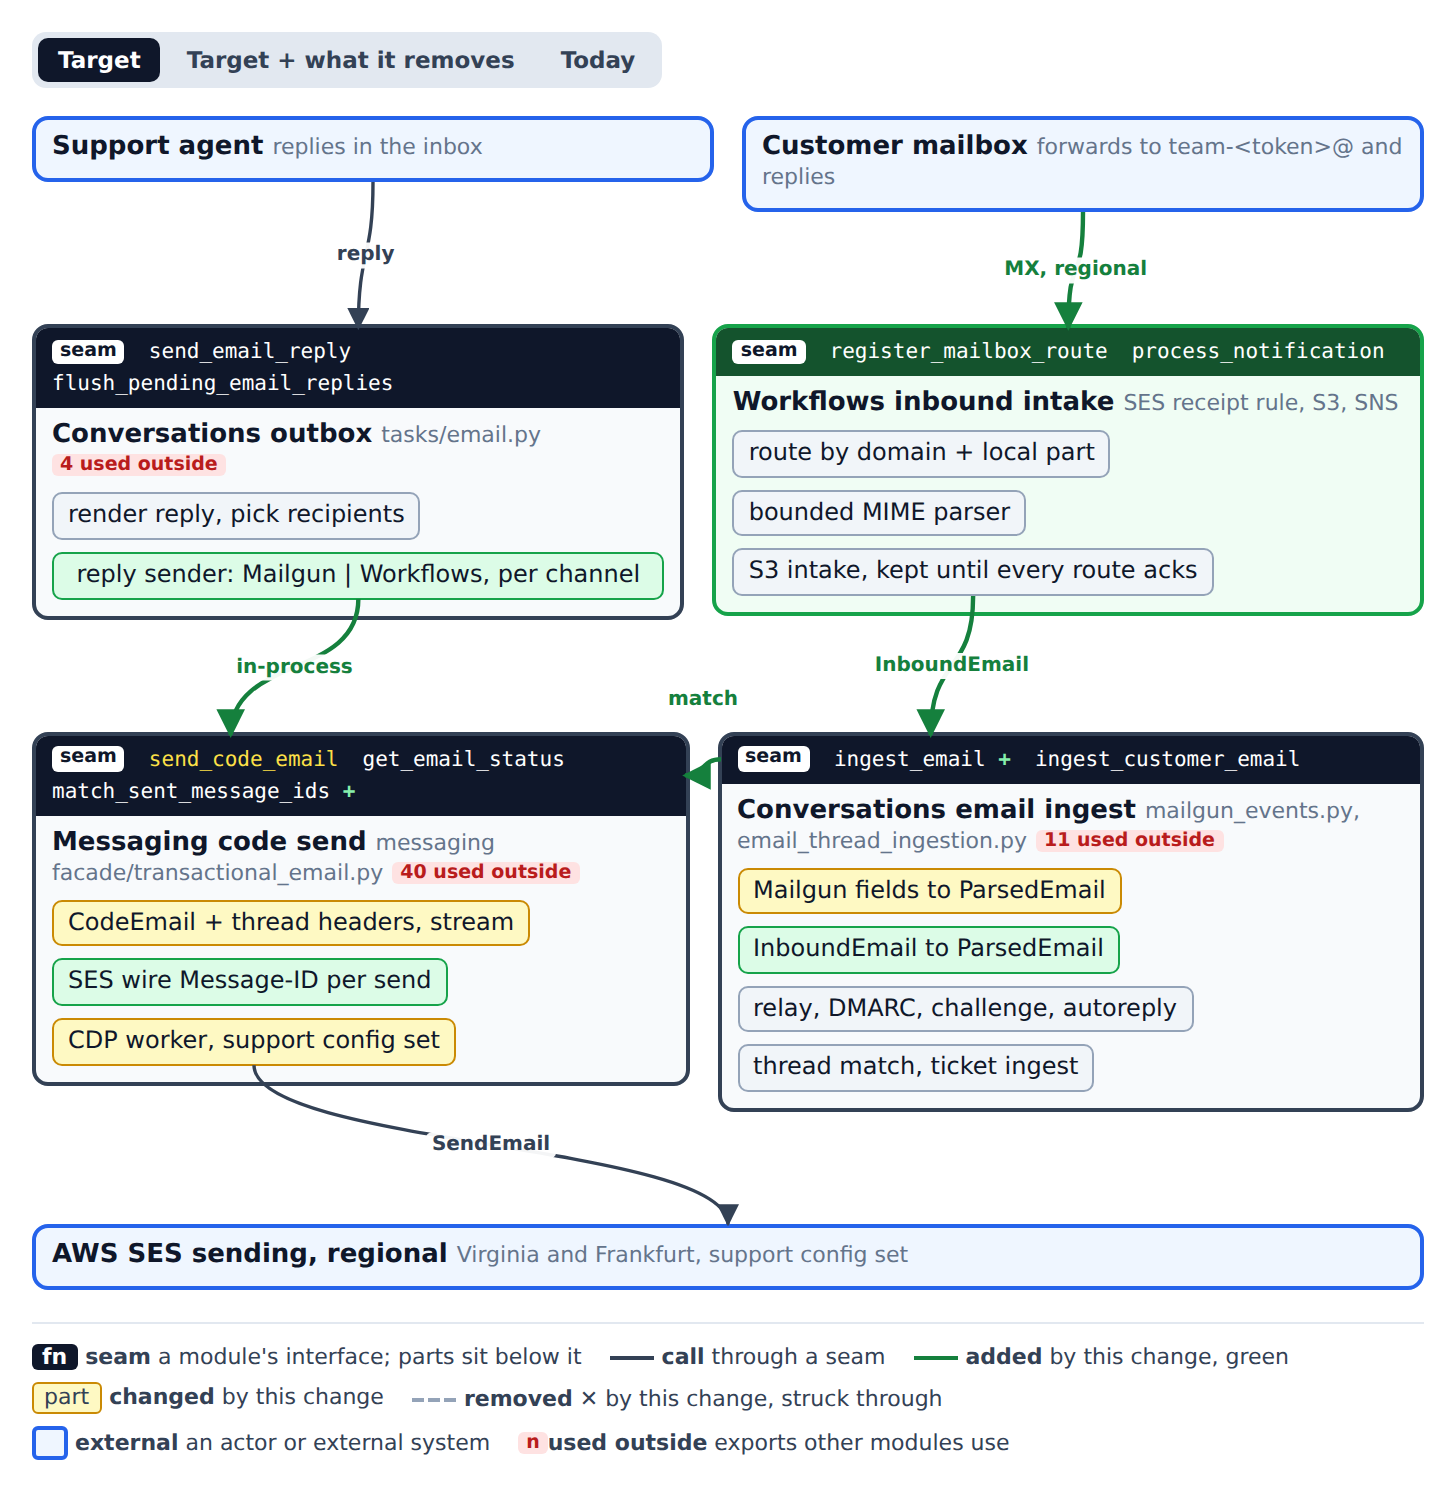 Target Target + what it removes Today
Support agent replies in the inbox
Customer mailbox forwards to team-<token>@ and
replies
reply
MX, regional
seam send_email_reply
flush_pending_email_replies
Conversations outbox tasks/email.py
4 used outside
render reply, pick recipients
reply sender: Mailgun | Workflows, per channel
seam register_mailbox_route process_notification
Workflows inbound intake SES receipt rule, S3, SNS
route by domain + local part
bounded MIME parser
S3 intake, kept until every route acks
in-process
InboundEmail
match
seam send_code_email get_email_status
match_sent_message_ids +
Messaging code send messaging
facade/transactional_email.py 40 used outside
CodeEmail + thread headers, stream
SES wire Message-ID per send
CDP worker, support config set
seam ingest_email + ingest_customer_email
Conversations email ingest mailgun_events.py,
email_thread_ingestion.py 11 used outside
Mailgun fields to ParsedEmail
InboundEmail to ParsedEmail
relay, DMARC, challenge, autoreply
thread match, ticket ingest
SendEmail
AWS SES sending, regional Virginia and Frankfurt, support config set
fn seam a module's interface; parts sit below it call through a seam added by this change, green
part changed by this change removed ✕ by this change, struck through
external an actor or external system n used outside exports other modules use